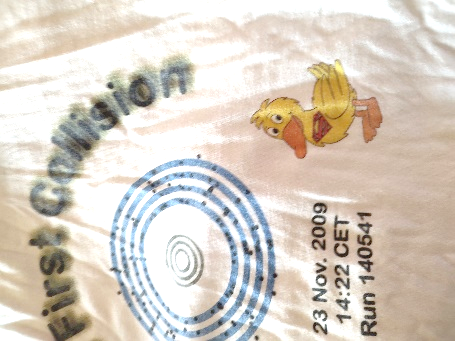 First Collision
23 Nov. 2009
14:22 CET
Run 140541